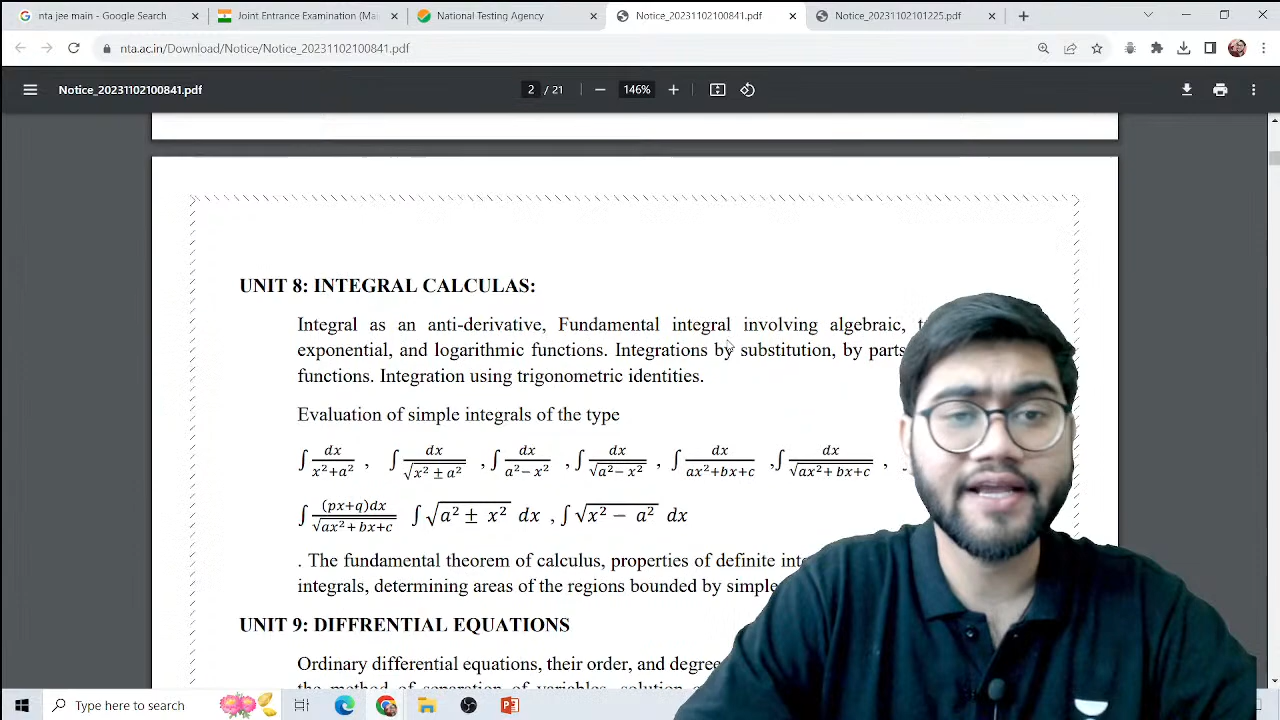 nta jee main - Google Search
Joint Entrance Examination (Mai
National Testing Agency
Notice_20231102100841.pdf
Notice_20231102101325.pdf
nta.ac.in/Download/Notice/Notice_20231102100841.pdf
Notice_20231102100841.pdf
2 / 21
146%
UNIT 8: INTEGRAL CALCULAS:
Integral as an anti-derivative, Fundamental integral involving algebraic,
exponential, and logarithmic functions. Integrations by substitution, by parts
functions. Integration using trigonometric identities.
Evaluation of simple integrals of the type
∫ dx/(x²+a²) , ∫ dx/√(x² ± a²) , ∫ dx/(a²− x²) , ∫ dx/√(a²− x²) , ∫ dx/(ax²+bx+c) , ∫ dx/√(ax²+ bx+c) ,
∫ (px+q)dx/√(ax²+ bx+c) ∫ √(a² ± x²) dx , ∫ √(x² − a²) dx
. The fundamental theorem of calculus, properties of definite
integrals, determining areas of the regions bounded by simple
UNIT 9: DIFFRENTIAL EQUATIONS
Ordinary differential equations, their order, and degree
the method of separation of variables, solution
Type here to search